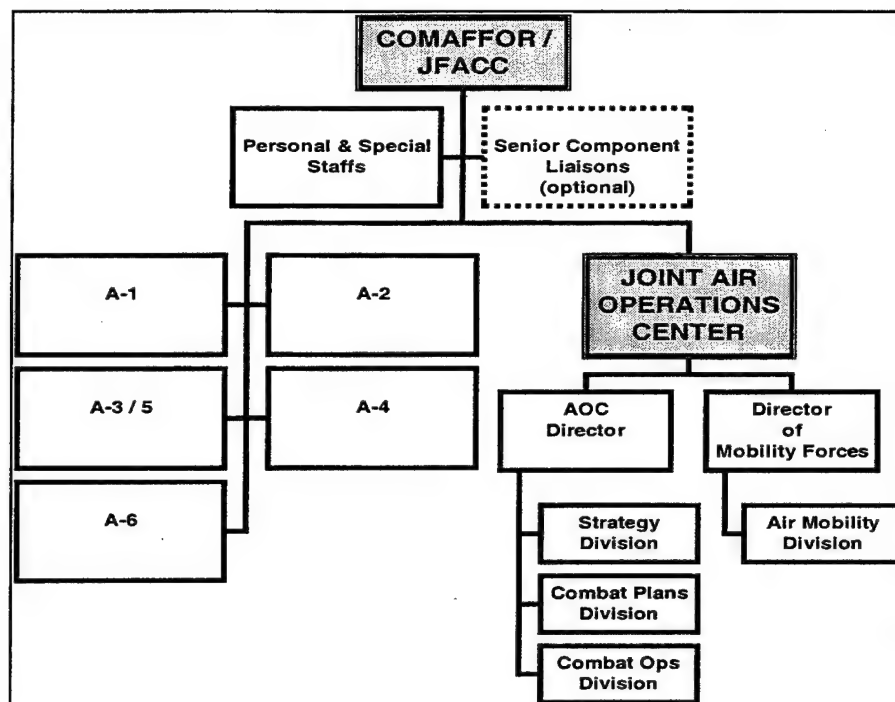 COMAFFOR /
JFACC
Personal & Special
Staffs
Senior Component
Liaisons
(optional)
A-1
A-2
JOINT AIR
OPERATIONS
CENTER
A-3 / 5
A-4
AOC
Director
Director
of
Mobility Forces
A-6
Strategy
Division
Air Mobility
Division
Combat Plans
Division
Combat Ops
Division